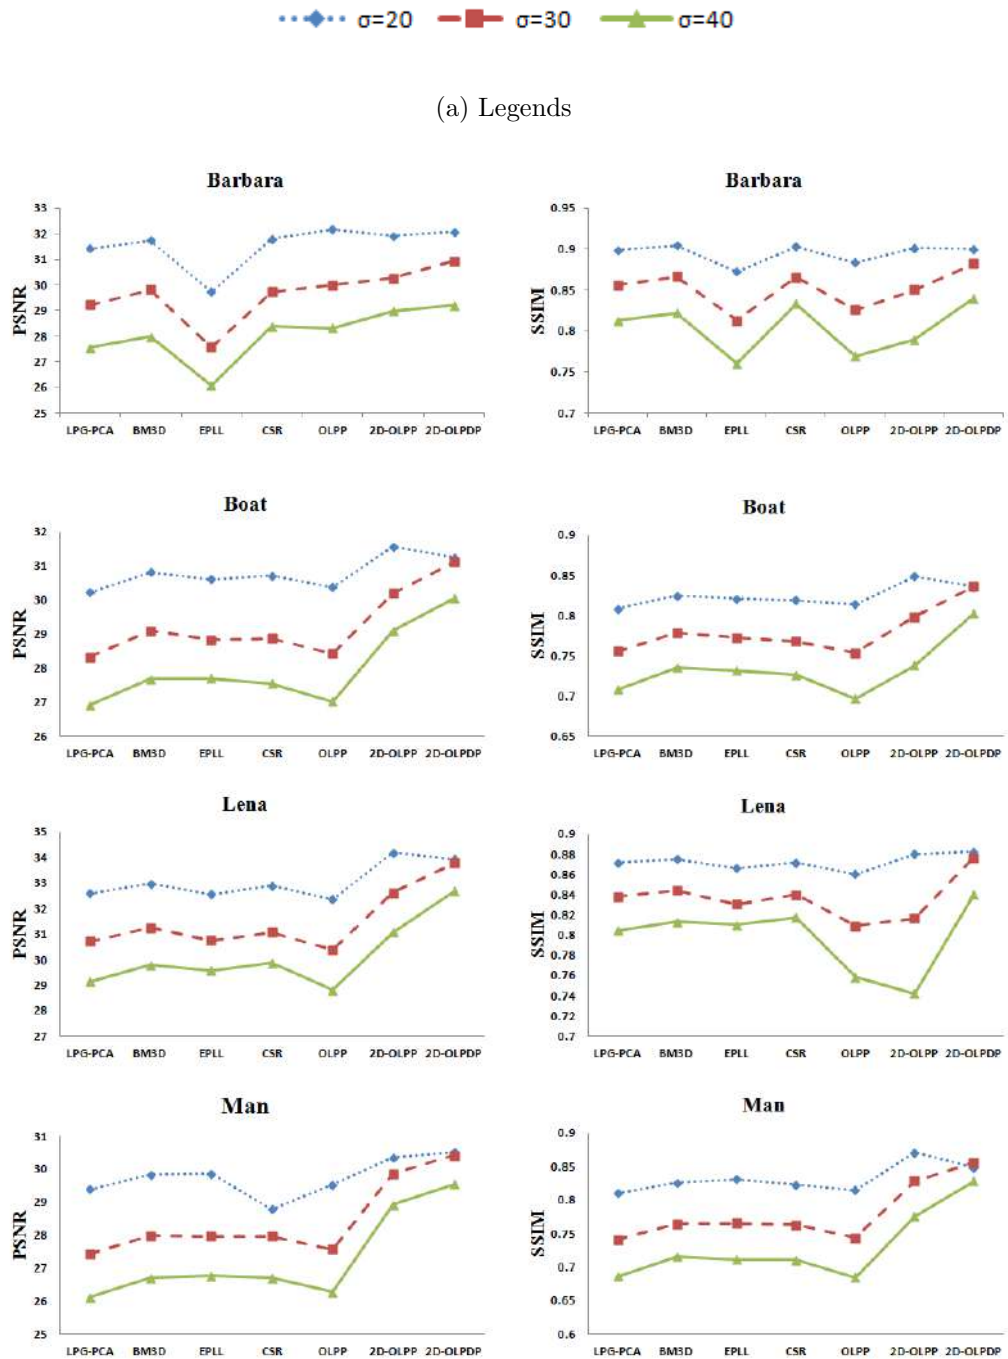 σ=20 σ=30 σ=40
(a) Legends
Barbara
PSNR
33
32
31
30
29
28
27
26
25
LPG-PCA BM3D EPLL CSR OLPP 2D-OLPP 2D-OLPDP
Barbara
SSIM
0.95
0.9
0.85
0.8
0.75
0.7
LPG-PCA BM3D EPLL CSR OLPP 2D-OLPP 2D-OLPDP
Boat
PSNR
32
31
30
29
28
27
26
LPG-PCA BM3D EPLL CSR OLPP 2D-OLPP 2D-OLPDP
Boat
SSIM
0.9
0.85
0.8
0.75
0.7
0.65
LPG-PCA BM3D EPLL CSR OLPP 2D-OLPP 2D-OLPDP
Lena
PSNR
35
34
33
32
31
30
29
28
27
LPG-PCA BM3D EPLL CSR OLPP 2D-OLPP 2D-OLPDP
Lena
SSIM
0.9
0.88
0.86
0.84
0.82
0.8
0.78
0.76
0.74
0.72
0.7
LPG-PCA BM3D EPLL CSR OLPP 2D-OLPP 2D-OLPDP
Man
PSNR
31
30
29
28
27
26
25
LPG-PCA BM3D EPLL CSR OLPP 2D-OLPP 2D-OLPDP
Man
SSIM
0.9
0.85
0.8
0.75
0.7
0.65
0.6
LPG-PCA BM3D EPLL CSR OLPP 2D-OLPP 2D-OLPDP